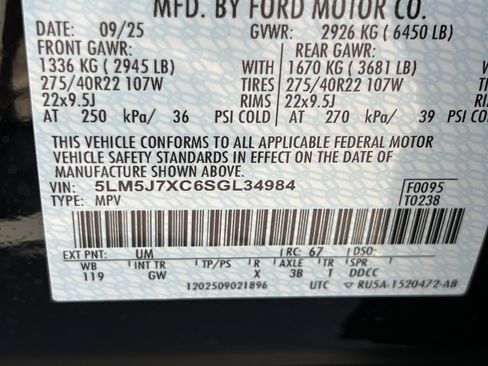 MFD. BY FORD MOTOR CO.
DATE: 09/25 GVWR: 2926 KG ( 6450 LB)
FRONT GAWR: REAR GAWR:
1336 KG ( 2945 LB) WITH 1670 KG ( 3681 LB)
275/40R22 107W TIRES 275/40R22 107W
22x9.5J RIMS 22x9.5J
AT 250 kPa/ 36 PSI COLD AT 270 kPa/ 39 PSI COLD
THIS VEHICLE CONFORMS TO ALL APPLICABLE FEDERAL MOTOR
VEHICLE SAFETY AND THEFT PREVENTION STANDARDS IN
EFFECT ON THE DATE OF MANUFACTURE SHOWN ABOVE.
VIN: 5LM5J7XC6SGL34984 F0095
TYPE: MPV T0238
EXT PNT: UM RC: 67 DSO:
WB INT TR TP/PS R AXLE TR SPR
119 GW X 3B T DDCC
1202509021896 UTC ▽ RU5A-1520472-AB